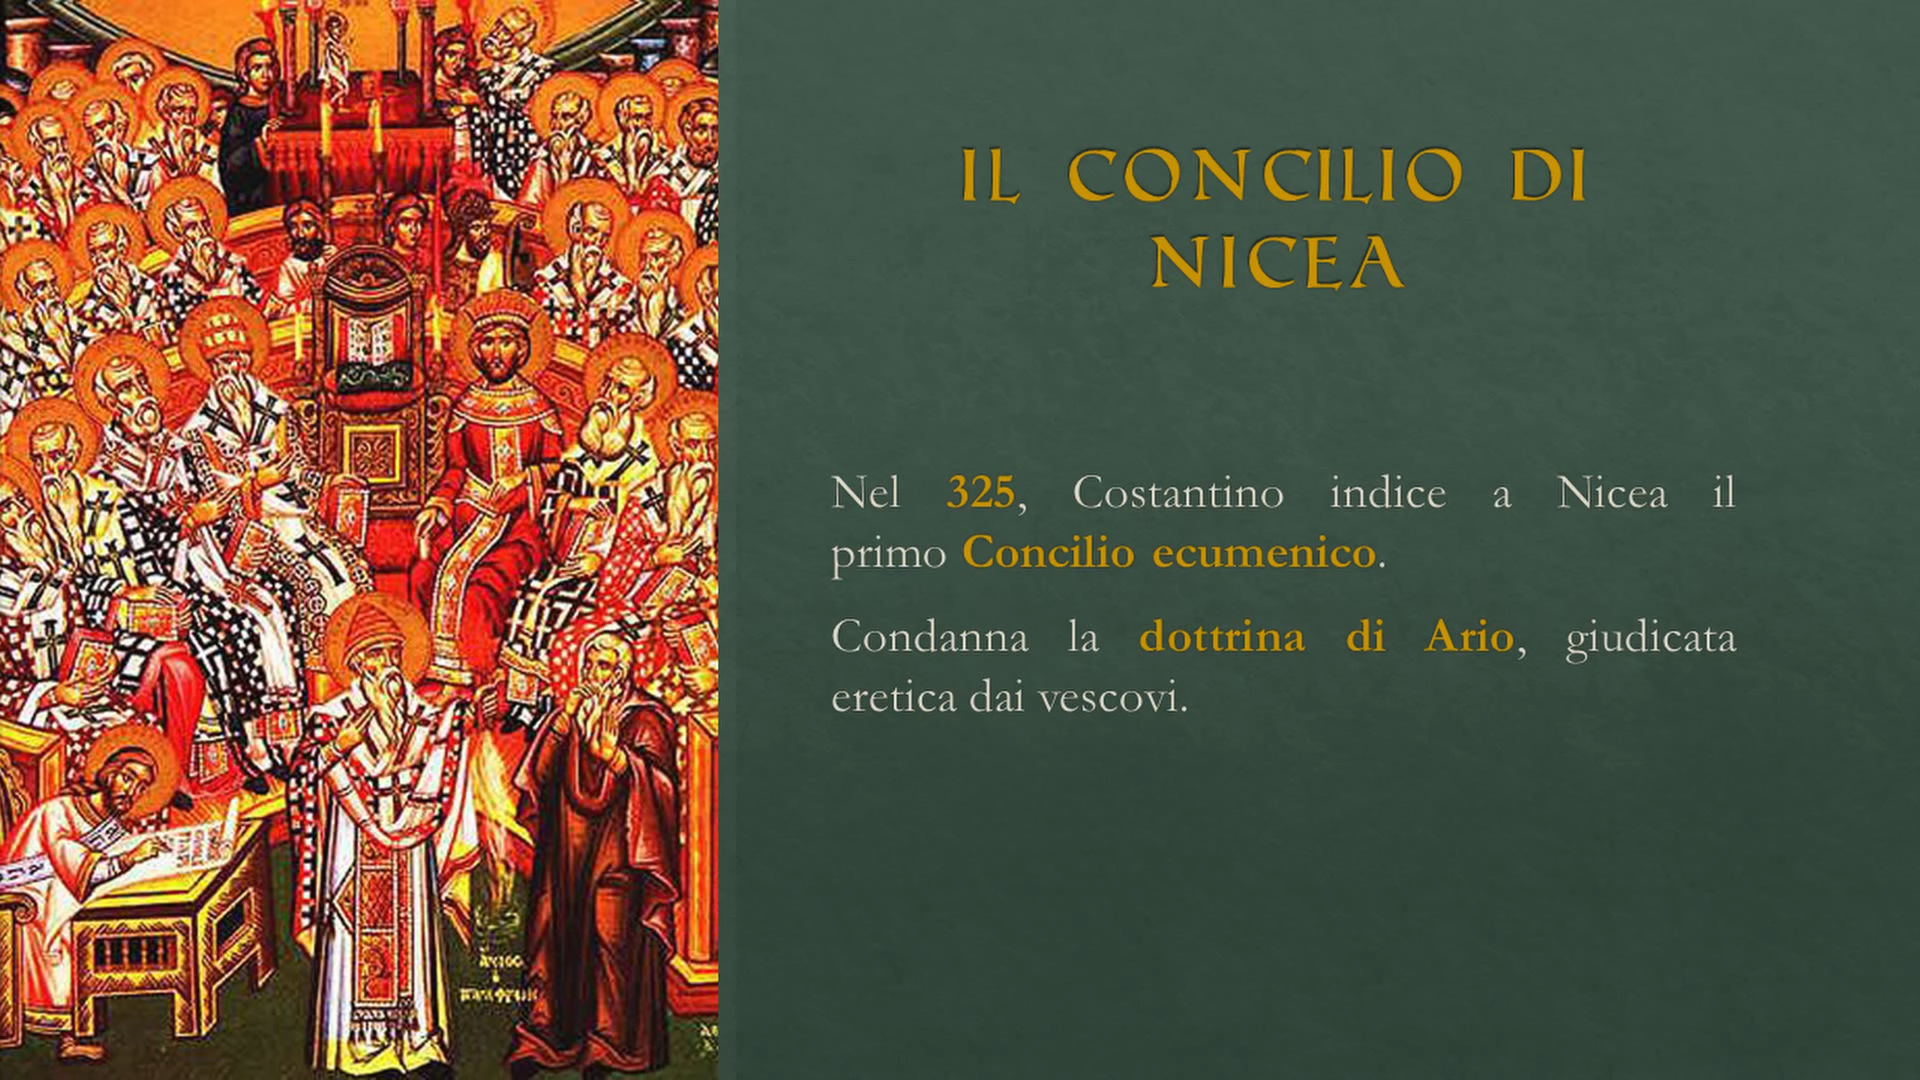 IL CONCILIO DI
NICEA
Nel 325, Costantino indice a Nicea il
primo Concilio ecumenico.
Condanna la dottrina di Ario, giudicata
eretica dai vescovi.